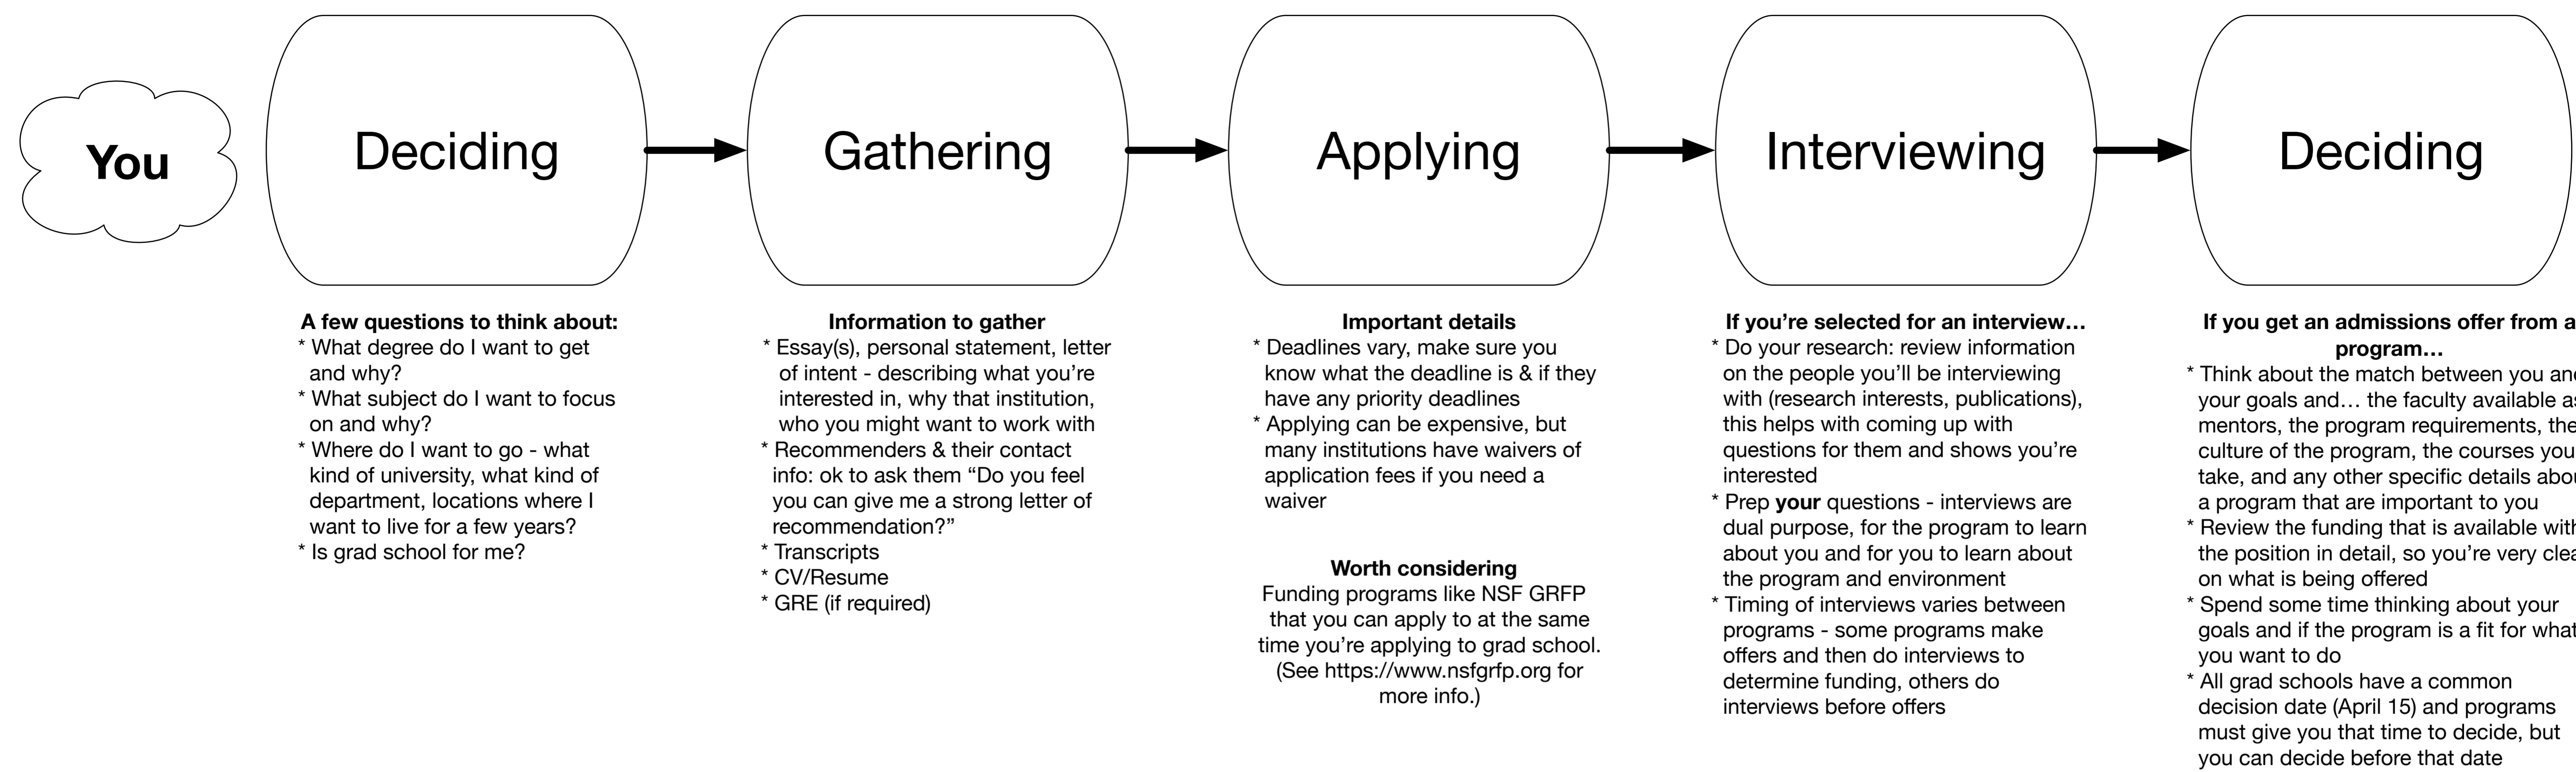 You
Deciding
Gathering
Applying
Interviewing
Deciding
A few questions to think about:
* What degree do I want to get
and why?
* What subject do I want to focus
on and why?
* Where do I want to go - what
kind of university, what kind of
department, locations where I
want to live for a few years?
* Is grad school for me?
Information to gather
* Essay(s), personal statement, letter
of intent - describing what you’re
interested in, why that institution,
who you might want to work with
* Recommenders & their contact
info: ok to ask them “Do you feel
you can give me a strong letter of
recommendation?”
* Transcripts
* CV/Resume
* GRE (if required)
Important details
* Deadlines vary, make sure you
know what the deadline is & if they
have any priority deadlines
* Applying can be expensive, but
many institutions have waivers of
application fees if you need a
waiver
Worth considering
Funding programs like NSF GRFP
that you can apply to at the same
time you’re applying to grad school.
(See https://www.nsfgrfp.org for
more info.)
If you’re selected for an interview…
* Do your research: review information
on the people you’ll be interviewing
with (research interests, publications),
this helps with coming up with
questions for them and shows you’re
interested
* Prep your questions - interviews are
dual purpose, for the program to learn
about you and for you to learn about
the program and environment
* Timing of interviews varies between
programs - some programs make
offers and then do interviews to
determine funding, others do
interviews before offers
If you get an admissions offer from a
program…
* Think about the match between you
your goals and… the faculty available
mentors, the program requirements, the
culture of the program, the courses you
take, and any other specific details
a program that are important to you
* Review the funding that is available
the position in detail, so you’re very
on what is being offered
* Spend some time thinking about your
goals and if the program is a fit for what
you want to do
* All grad schools have a common
decision date (April 15) and programs
must give you that time to decide, but
you can decide before that date